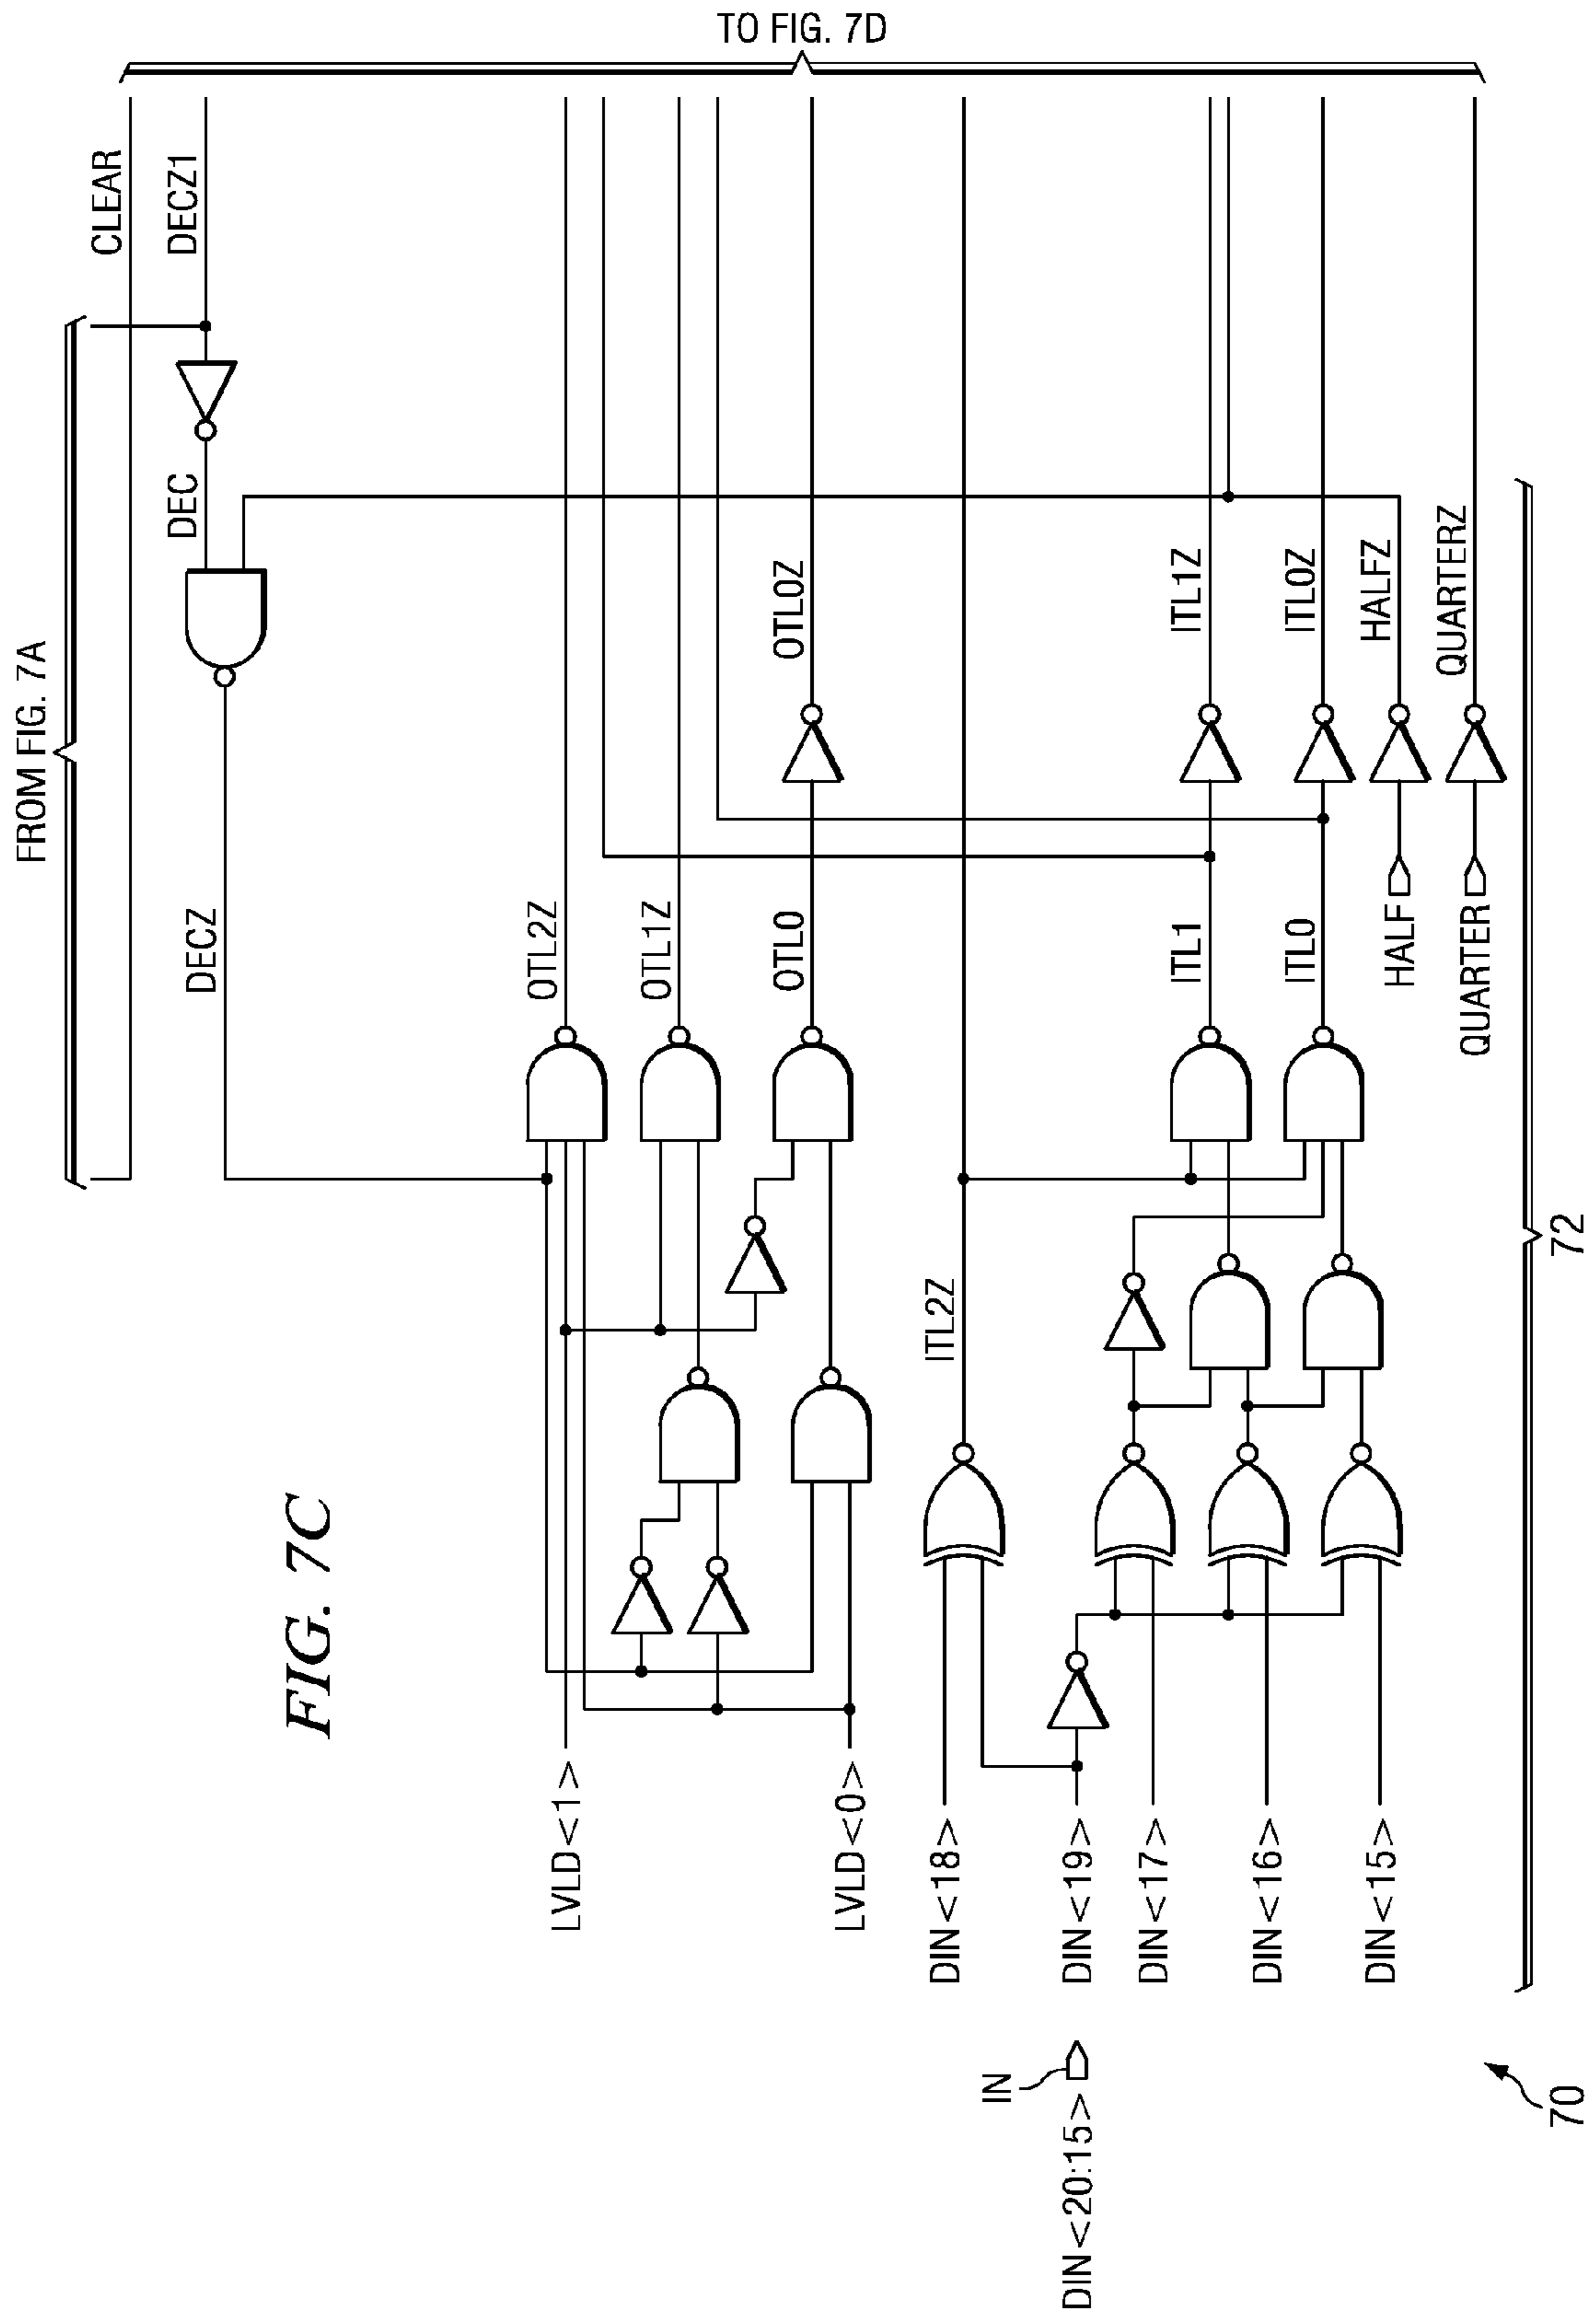 TO FIG. 7D
FROM FIG. 7A
CLEAR
DECZ1
DEC
DECZ
OTL2Z
OTL1Z
OTL0
OTL0Z
ITL2Z
ITL1
ITL1Z
ITL0
ITL0Z
HALF
HALFZ
QUARTER
QUARTERZ
FIG. 7C
LVLD<1>
LVLD<0>
DIN<18>
DIN<19>
DIN<17>
DIN<16>
DIN<15>
IN
DIN<20:15>
72
70